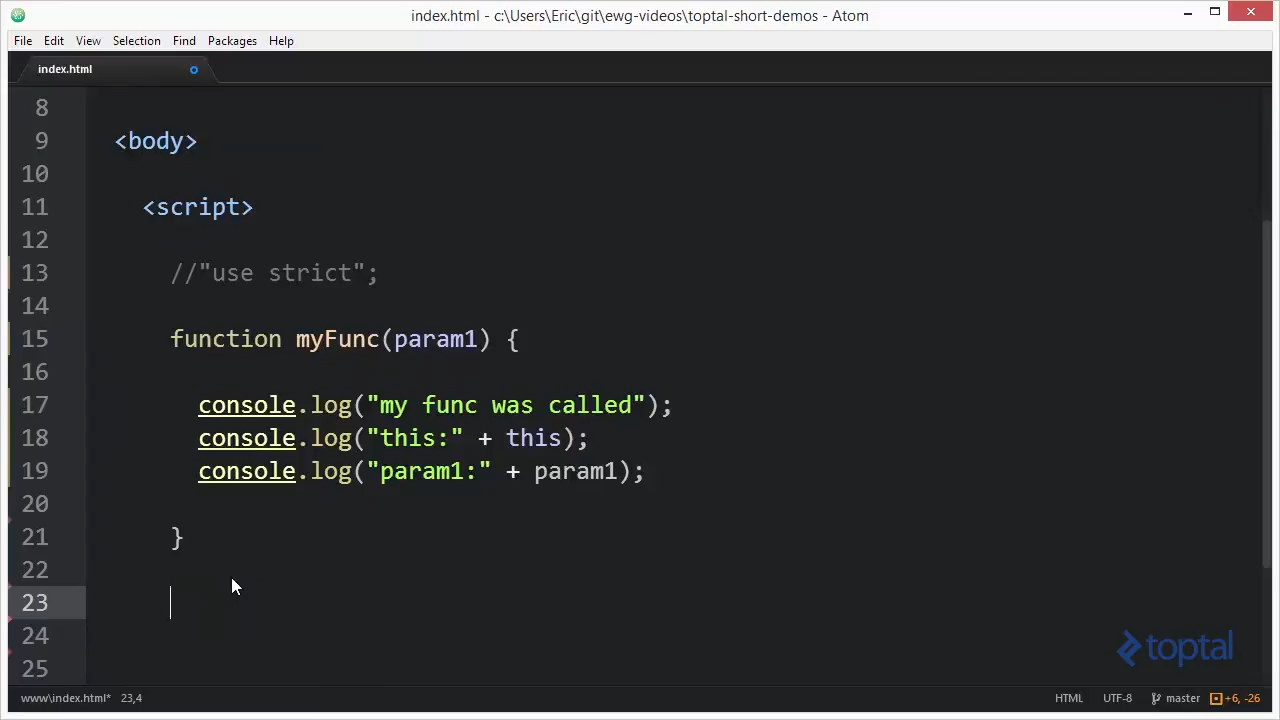 index.html - c:\Users\Eric\git\ewg-videos\toptal-short-demos - Atom
File Edit View Selection Find Packages Help
index.html
8
9 <body>
10
11 <script>
12
13 //"use strict";
14
15 function myFunc(param1) {
16
17 console.log("my func was called");
18 console.log("this:" + this);
19 console.log("param1:" + param1);
20
21 }
22
23
24
25
toptal
www\index.html* 23,4 HTML UTF-8 master +6, -26